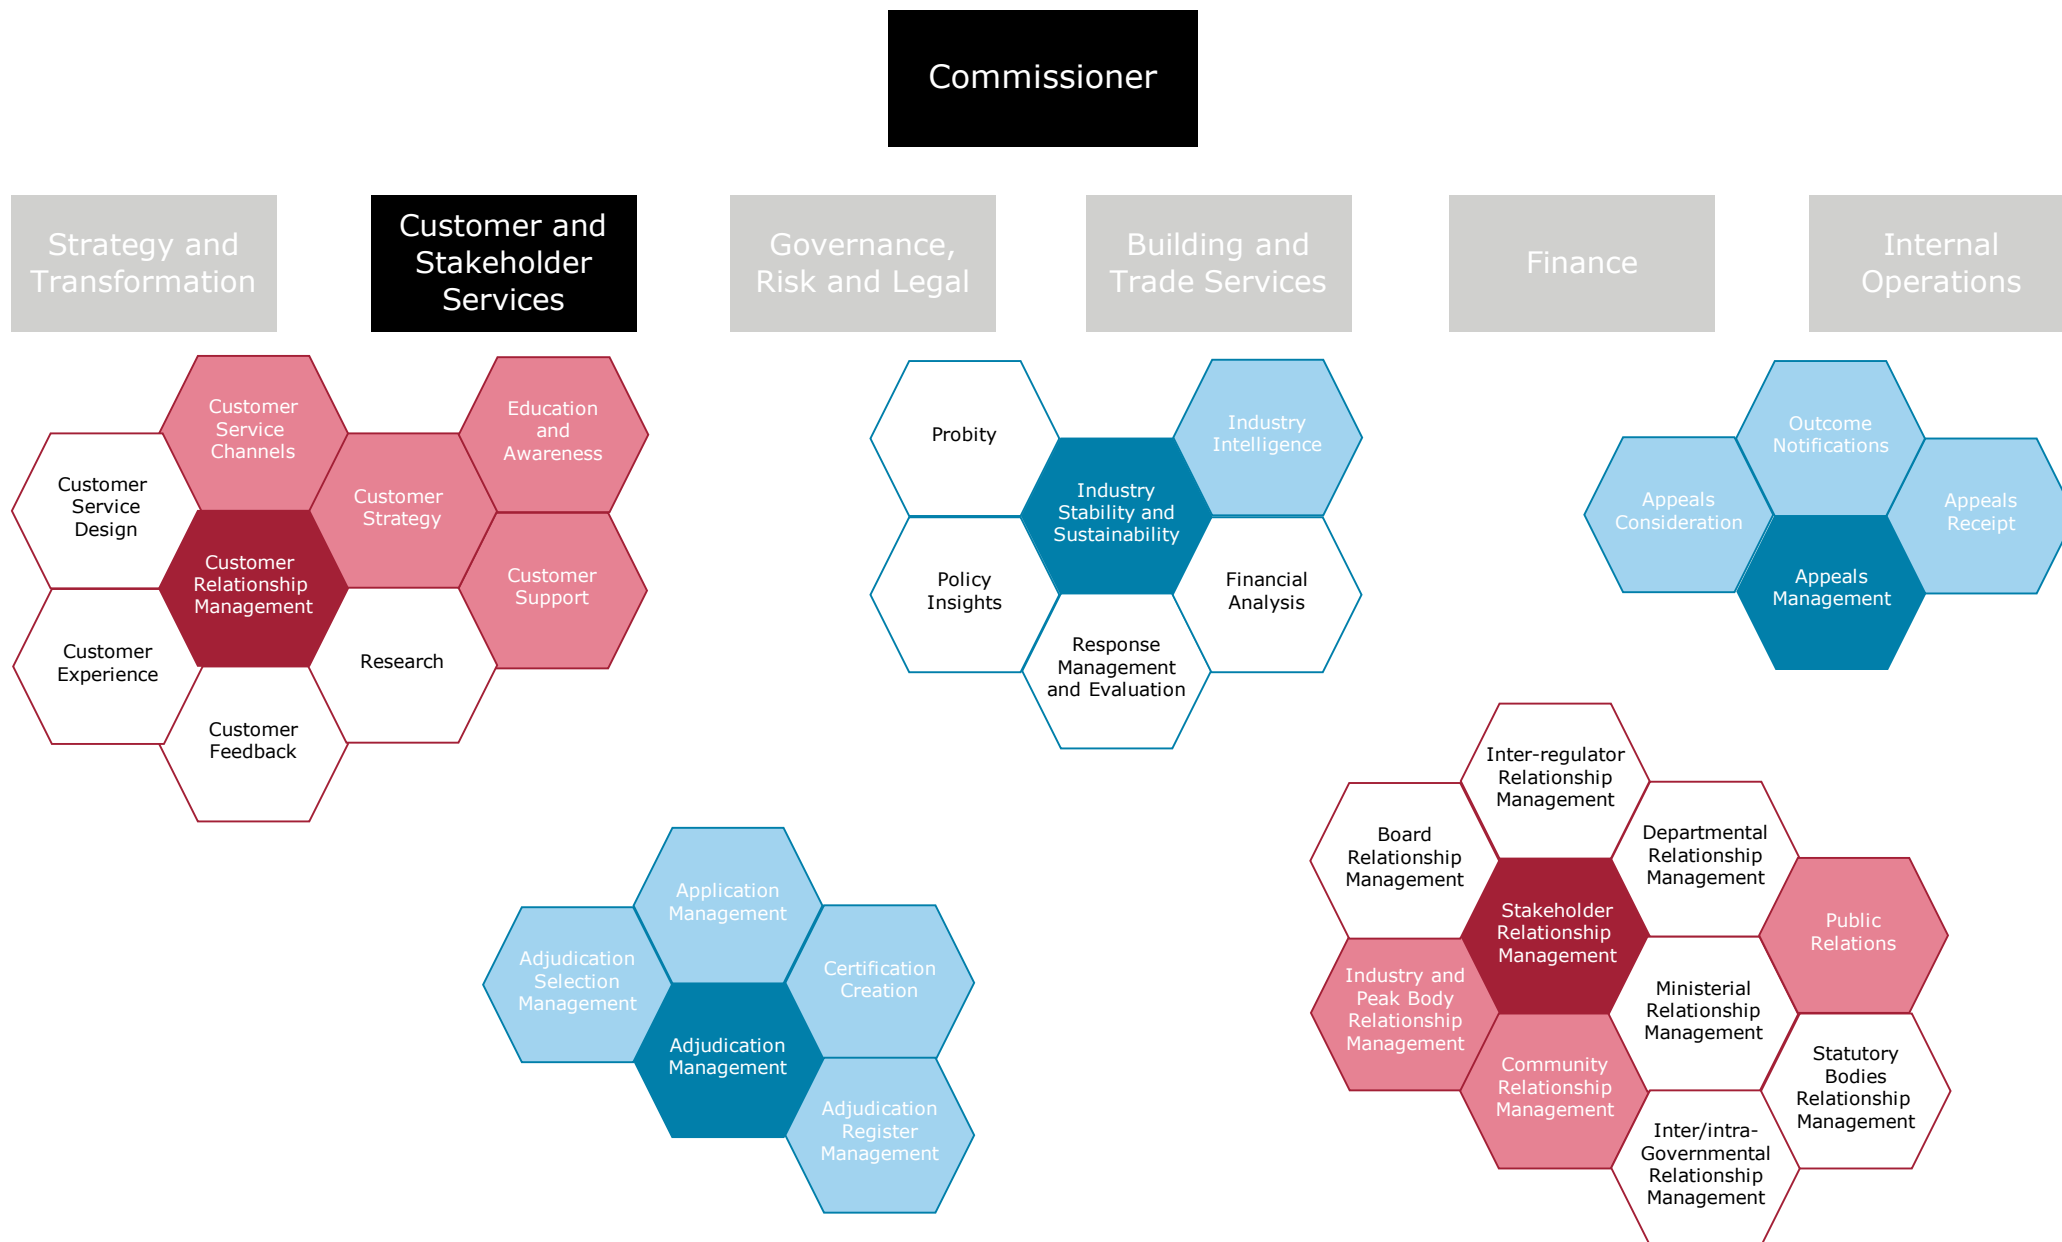 Commissioner
Strategy and
Transformation
Customer and
Stakeholder
Services
Governance,
Risk and Legal
Building and
Trade Services
Finance
Internal
Operations
Customer
Service
Channels
Education
and
Awareness
Customer
Service
Design
Customer
Strategy
Customer
Relationship
Management
Customer
Support
Customer
Experience
Research
Customer
Feedback
Probity
Industry
Intelligence
Industry
Stability and
Sustainability
Policy
Insights
Financial
Analysis
Response
Management
and Evaluation
Outcome
Notifications
Appeals
Consideration
Appeals
Receipt
Appeals
Management
Application
Management
Adjudication
Selection
Management
Certification
Creation
Adjudication
Management
Adjudication
Register
Management
Inter-regulator
Relationship
Management
Board
Relationship
Management
Departmental
Relationship
Management
Stakeholder
Relationship
Management
Public
Relations
Industry and
Peak Body
Relationship
Management
Ministerial
Relationship
Management
Community
Relationship
Management
Statutory
Bodies
Relationship
Management
Inter/intra-
Governmental
Relationship
Management